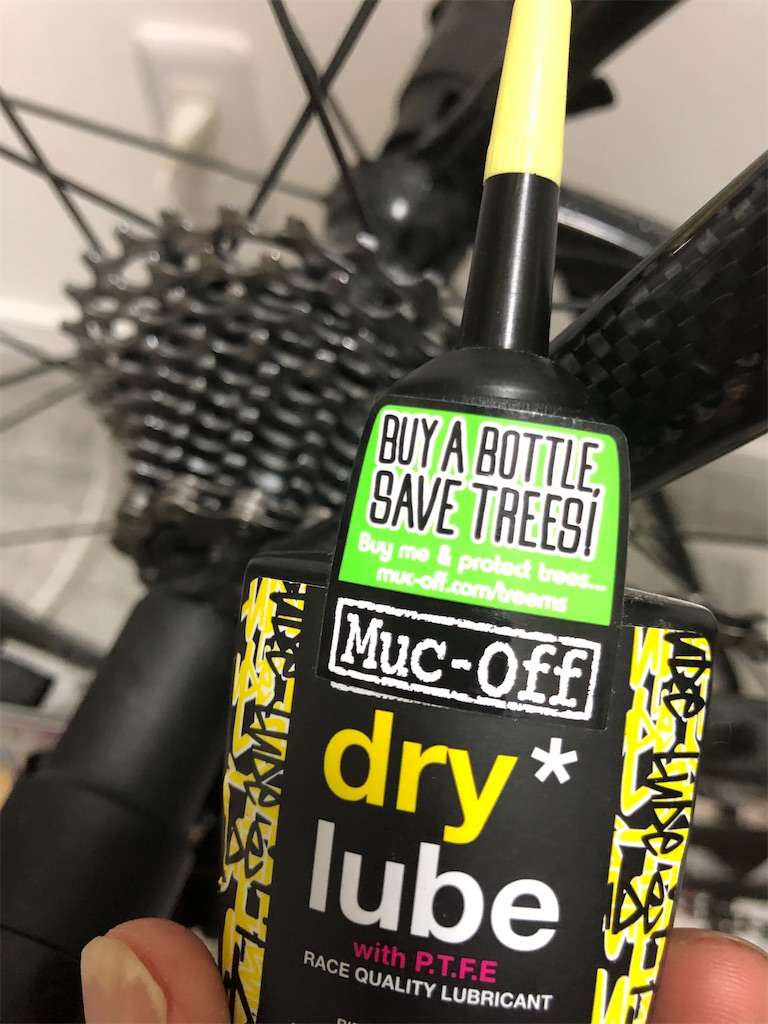 BUY A BOTTLE,
SAVE TREES!
Buy me & protect trees...
muc-off.com/treems
Muc-Off
dry*
lube
with P.T.F.E
RACE QUALITY LUBRICANT